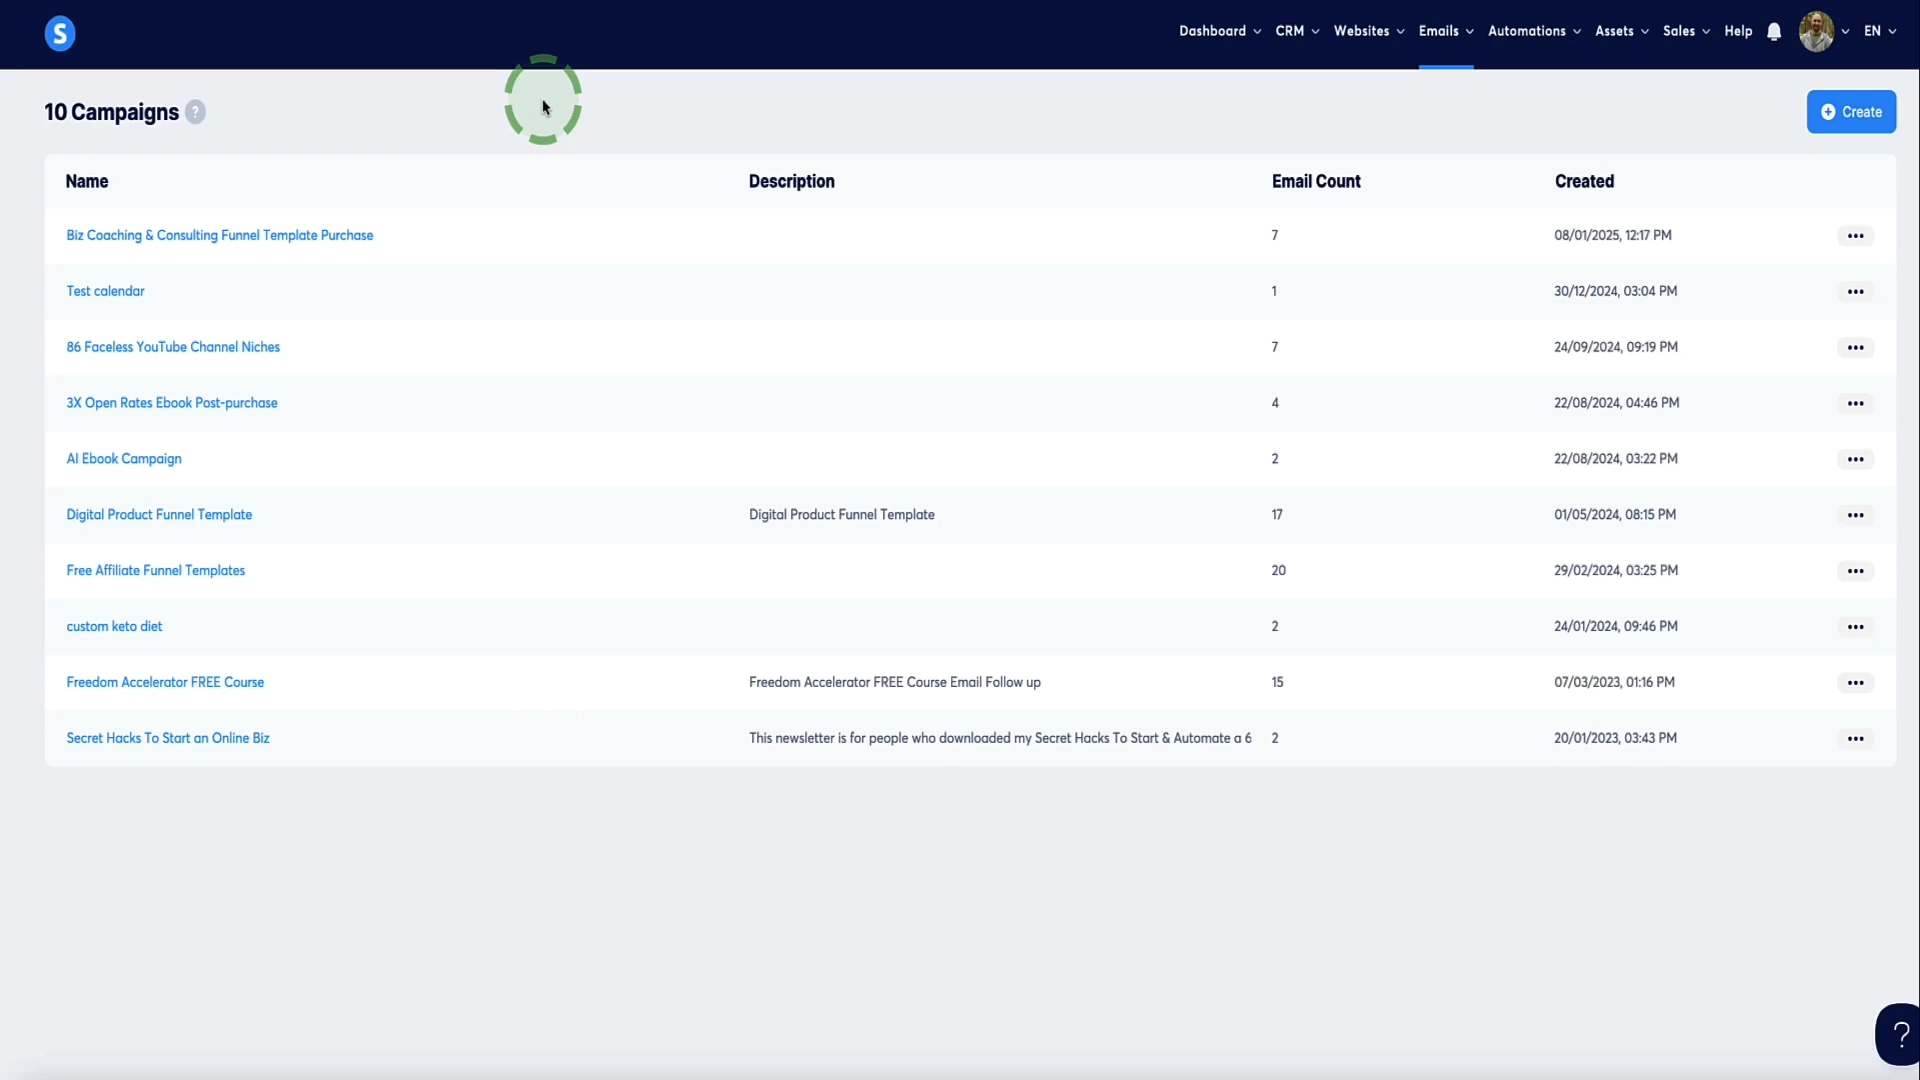 S
Dashboard CRM Websites Emails Automations Assets Sales Help EN
10 Campaigns ?
Create
Name Description Email Count Created
Biz Coaching & Consulting Funnel Template Purchase 7 08/01/2025, 12:17 PM
Test calendar 1 30/12/2024, 03:04 PM
86 Faceless YouTube Channel Niches 7 24/09/2024, 09:19 PM
3X Open Rates Ebook Post-purchase 4 22/08/2024, 04:46 PM
AI Ebook Campaign 2 22/08/2024, 03:22 PM
Digital Product Funnel Template Digital Product Funnel Template 17 01/05/2024, 08:15 PM
Free Affiliate Funnel Templates 20 29/02/2024, 03:25 PM
custom keto diet 2 24/01/2024, 09:46 PM
Freedom Accelerator FREE Course Freedom Accelerator FREE Course Email Follow up 15 07/03/2023, 01:16 PM
Secret Hacks To Start an Online Biz This newsletter is for people who downloaded my Secret Hacks To Start & Automate a 6 2 20/01/2023, 03:43 PM
?